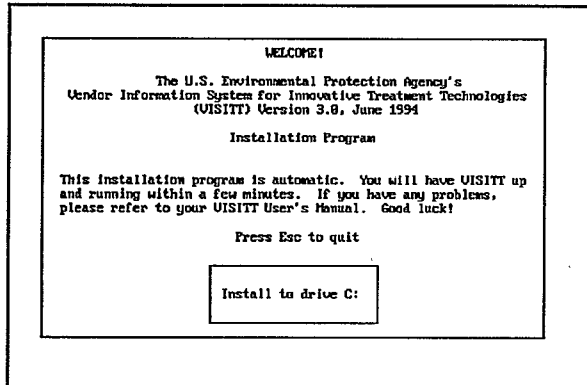 WELCOME!
The U.S. Environmental Protection Agency's
Vendor Information System for Innovative Treatment Technologies
(VISITT) Version 3.0, June 1994
Installation Program
This installation program is automatic. You will have VISITT up
and running within a few minutes. If you have any problems,
please refer to your VISITT User's Manual. Good luck!
Press Esc to quit
Install to drive C: